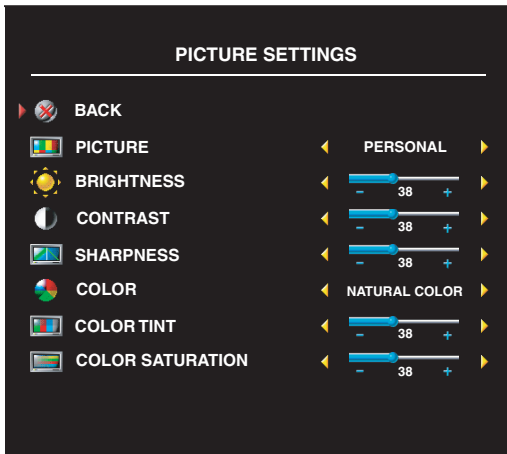 PICTURE SETTINGS
BACK
PICTURE PERSONAL
BRIGHTNESS - 38 +
CONTRAST - 38 +
SHARPNESS - 38 +
COLOR NATURAL COLOR
COLOR TINT - 38 +
COLOR SATURATION - 38 +